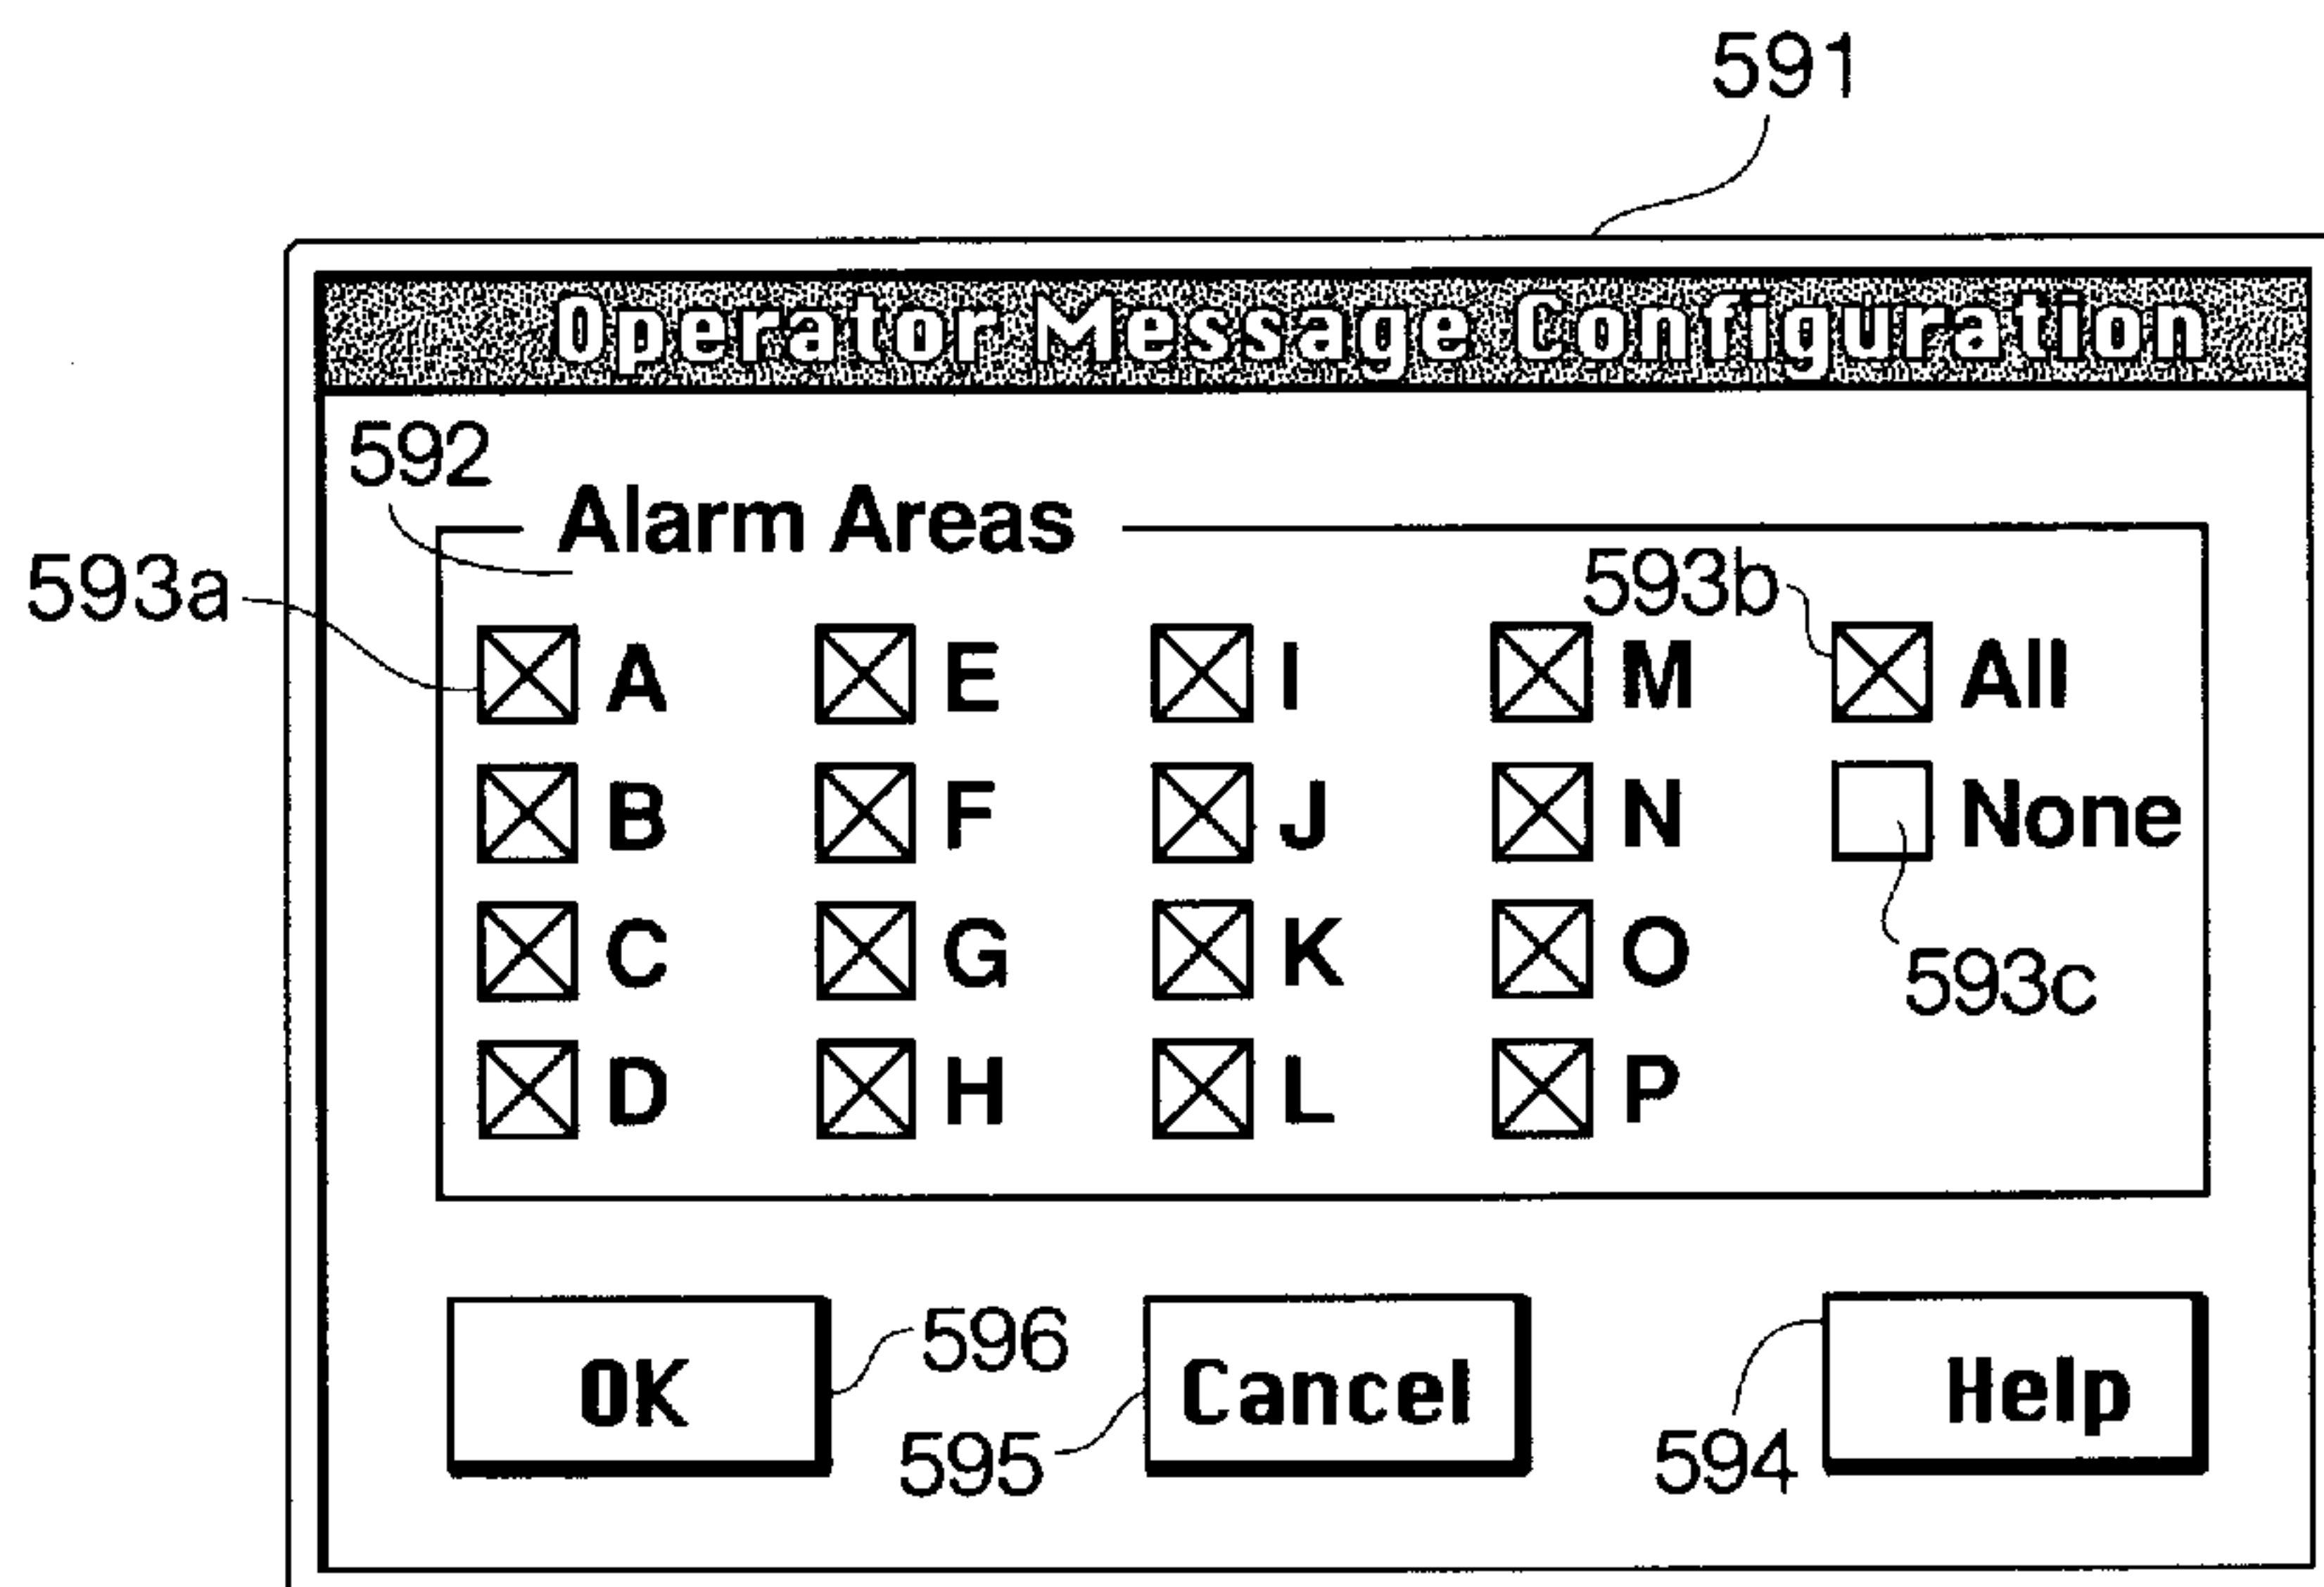 591
Operator Message Configuration
592
Alarm Areas
593a
593b
A E I M All
B F J N None
C G K O
593c
D H L P
OK 596 Cancel Help
595 594